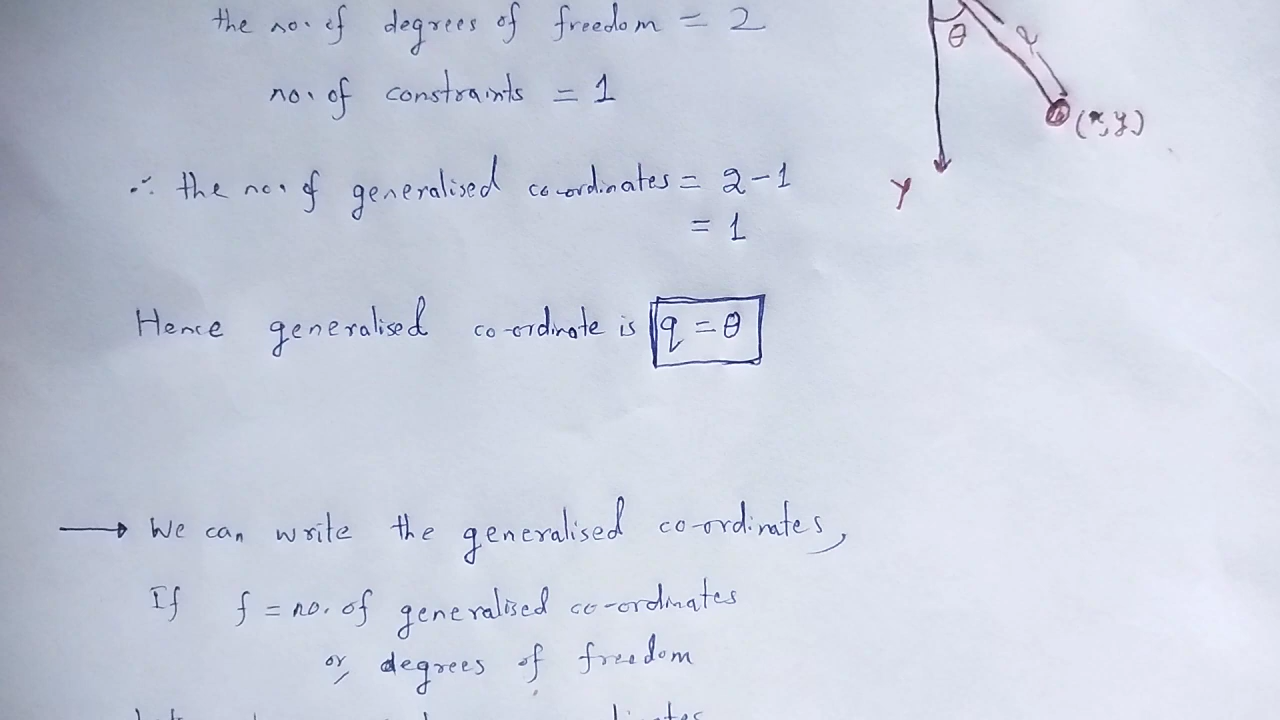 the no. of degrees of freedom = 2
θ
(x,y)
no. of constraints = 1
∴ the no. of generalised co-ordinates = 2-1
Y
= 1
Hence generalised co-ordinate is q = θ
→ We can write the generalised co-ordinates,
If f = no. of generalised co-ordinates
or, degrees of freedom